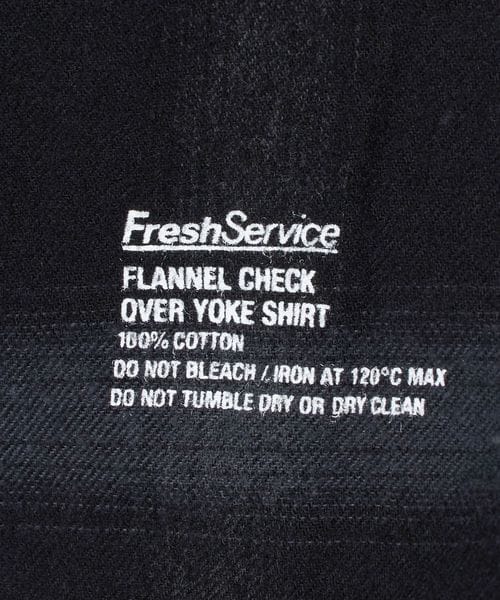 FreshService
FLANNEL CHECK
OVER YOKE SHIRT
100% COTTON
DO NOT BLEACH / IRON AT 120°C MAX
DO NOT TUMBLE DRY OR DRY CLEAN